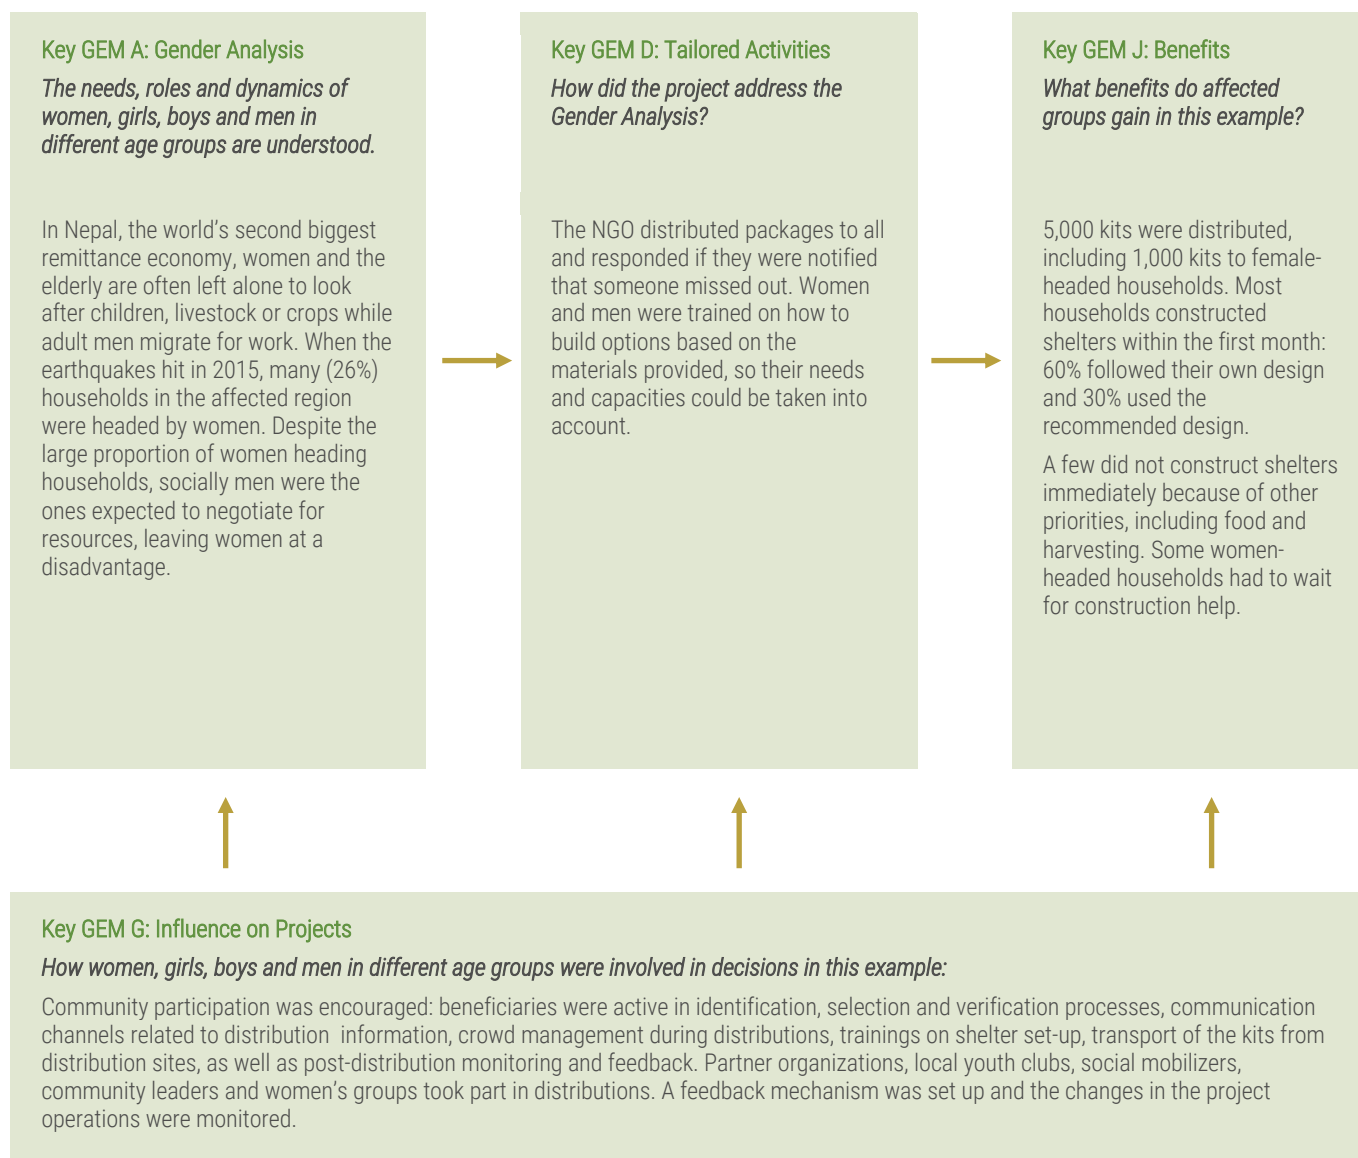 Key GEM A: Gender Analysis
The needs, roles and dynamics of
women, girls, boys and men in
different age groups are understood.
In Nepal, the world's second biggest
remittance economy, women and the
elderly are often left alone to look
after children, livestock or crops while
adult men migrate for work. When the
earthquakes hit in 2015, many (26%)
households in the affected region
were headed by women. Despite the
large proportion of women heading
households, socially men were the
ones expected to negotiate for
resources, leaving women at a
disadvantage.
Key GEM D: Tailored Activities
How did the project address the
Gender Analysis?
The NGO distributed packages to all
and responded if they were notified
that someone missed out. Women
and men were trained on how to
build options based on the
materials provided, so their needs
and capacities could be taken into
account.
Key GEM J: Benefits
What benefits do affected
groups gain in this example?
5,000 kits were distributed,
including 1,000 kits to female-
headed households. Most
households constructed
shelters within the first month:
60% followed their own design
and 30% used the
recommended design.
A few did not construct shelters
immediately because of other
priorities, including food and
harvesting. Some women-
headed households had to wait
for construction help.
Key GEM G: Influence on Projects
How women, girls, boys and men in different age groups were involved in decisions in this example:
Community participation was encouraged: beneficiaries were active in identification, selection and verification processes, communication
channels related to distribution information, crowd management during distributions, trainings on shelter set-up, transport of the kits from
distribution sites, as well as post-distribution monitoring and feedback. Partner organizations, local youth clubs, social mobilizers,
community leaders and women's groups took part in distributions. A feedback mechanism was set up and the changes in the project
operations were monitored.